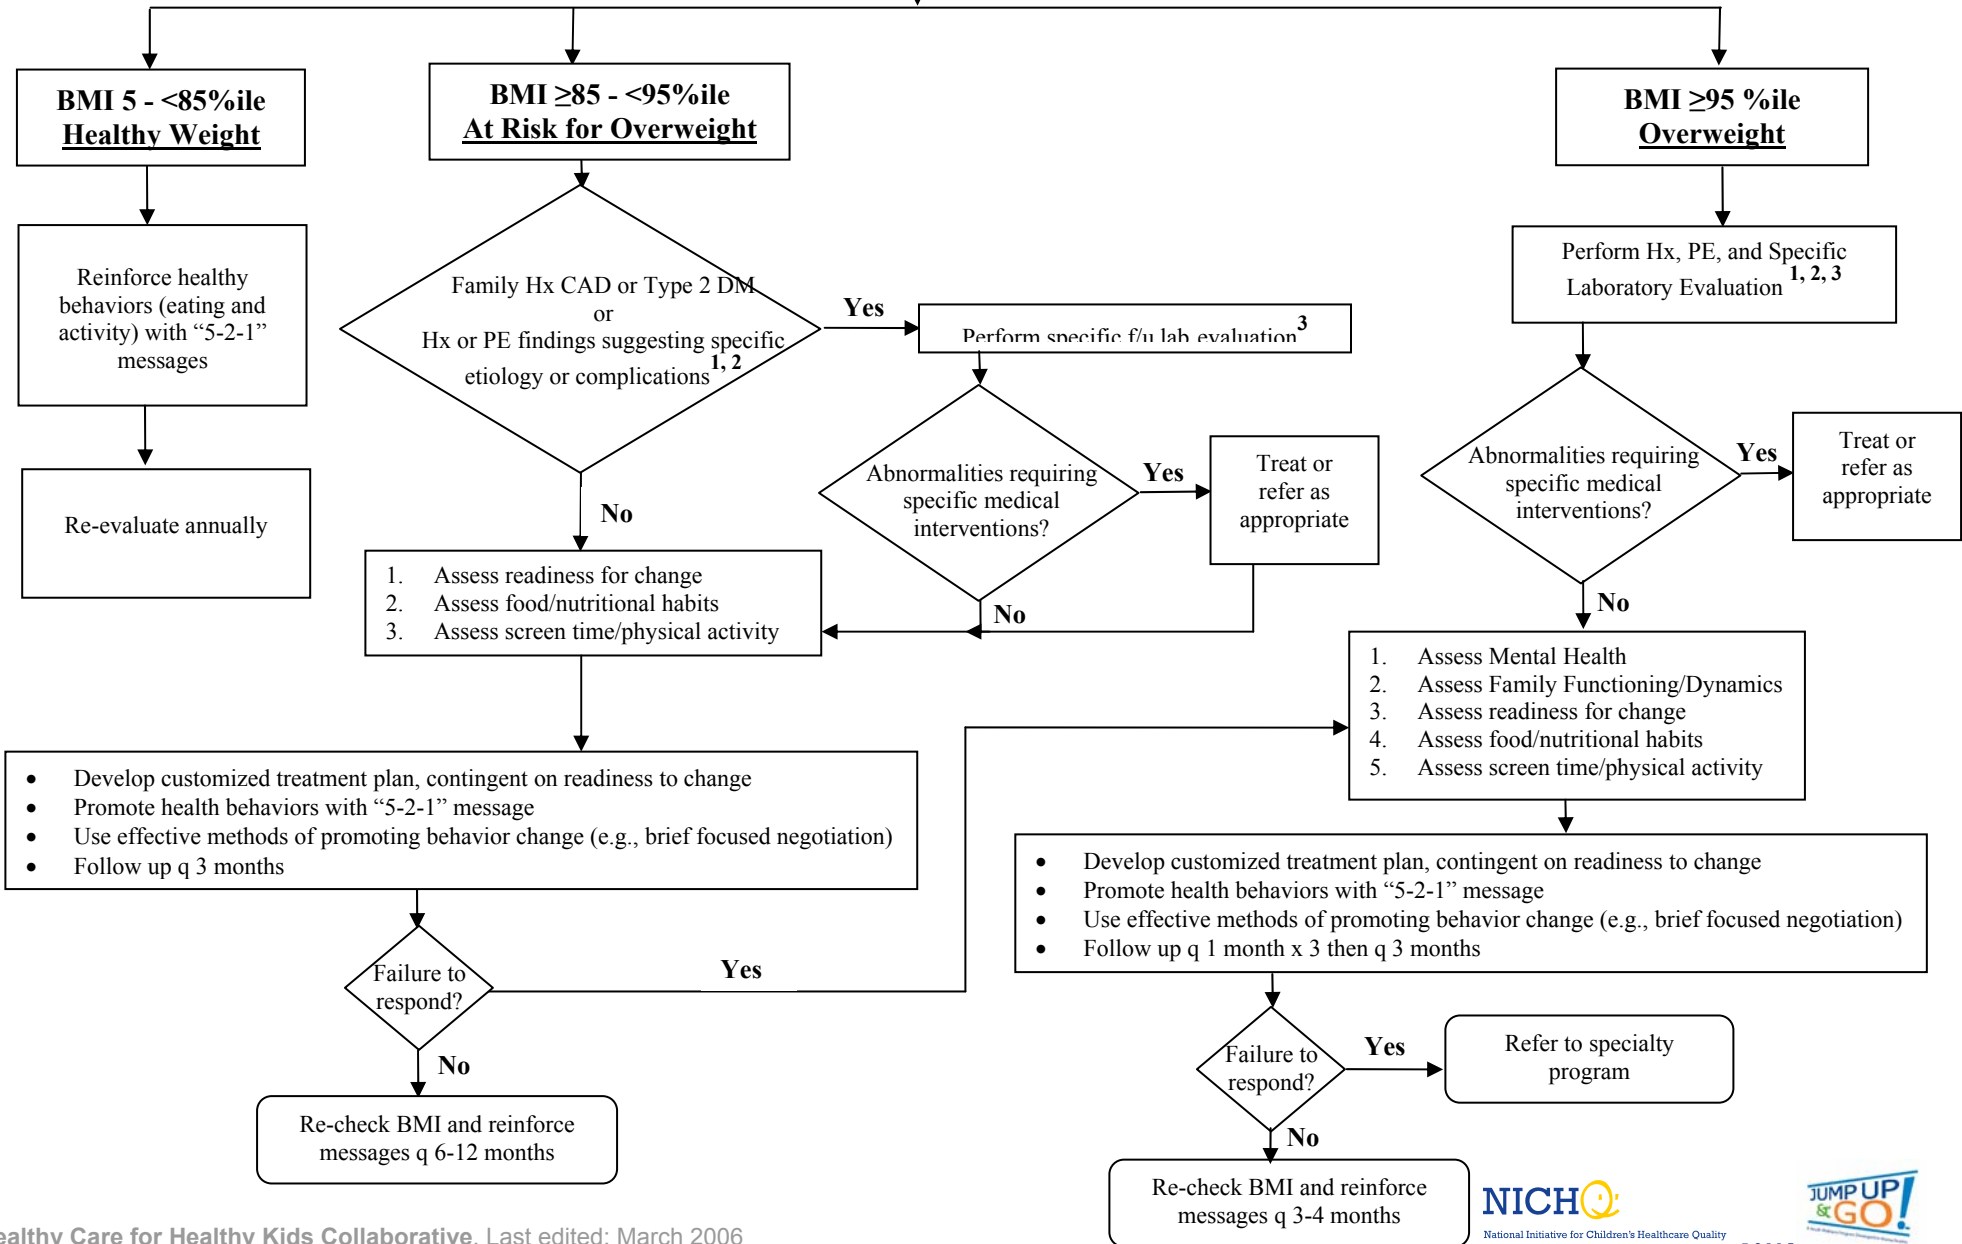 BMI 5 - <85%ile
Healthy Weight
BMI ≥85 - <95%ile
At Risk for Overweight
BMI ≥95 %ile
Overweight
Reinforce healthy
behaviors (eating and
activity) with “5-2-1”
messages
Re-evaluate annually
Family Hx CAD or Type 2 DM
or
Hx or PE findings suggesting specific
etiology or complications 1, 2
Yes
No
Perform specific f/u lab evaluation 3
Abnormalities requiring
specific medical
interventions?
Yes
No
Treat or
refer as
appropriate
Perform Hx, PE, and Specific
Laboratory Evaluation 1, 2, 3
Abnormalities requiring
specific medical
interventions?
Yes
No
Treat or
refer as
appropriate
1. Assess readiness for change
2. Assess food/nutritional habits
3. Assess screen time/physical activity
1. Assess Mental Health
2. Assess Family Functioning/Dynamics
3. Assess readiness for change
4. Assess food/nutritional habits
5. Assess screen time/physical activity
• Develop customized treatment plan, contingent on readiness to change
• Promote health behaviors with “5-2-1” message
• Use effective methods of promoting behavior change (e.g., brief focused negotiation)
• Follow up q 3 months
Failure to
respond?
Yes
No
Re-check BMI and reinforce
messages q 6-12 months
• Develop customized treatment plan, contingent on readiness to change
• Promote health behaviors with “5-2-1” message
• Use effective methods of promoting behavior change (e.g., brief focused negotiation)
• Follow up q 1 month x 3 then q 3 months
Failure to
respond?
Yes
No
Refer to specialty
program
Re-check BMI and reinforce
messages q 3-4 months
NICHQ
National Initiative for Children's Healthcare Quality
JUMP UP
& GO!
ealthy Care for Healthy Kids Collaborative. Last edited: March 2006